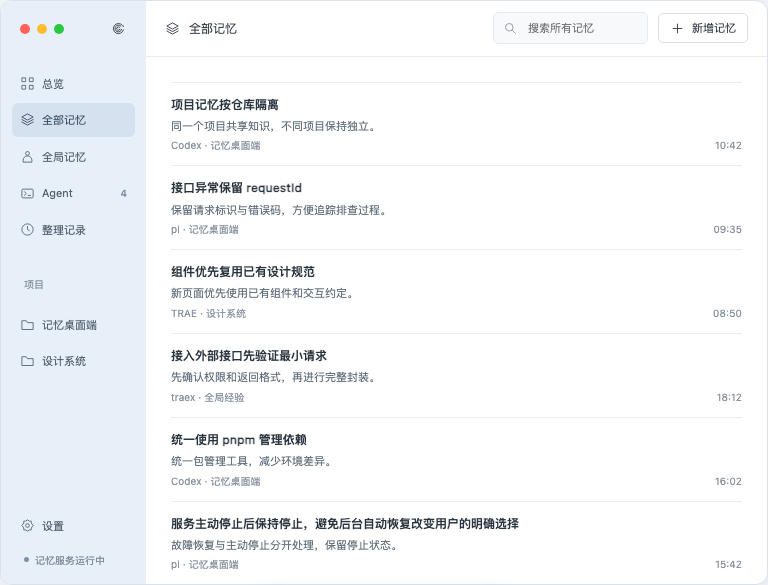 全部记忆
搜索所有记忆
新增记忆
总览
全部记忆
全局记忆
Agent 4
整理记录
项目
记忆桌面端
设计系统
设置
记忆服务运行中
项目记忆按仓库隔离
同一个项目共享知识，不同项目保持独立。
Codex · 记忆桌面端 10:42
接口异常保留 requestId
保留请求标识与错误码，方便追踪排查过程。
pi · 记忆桌面端 09:35
组件优先复用已有设计规范
新页面优先使用已有组件和交互约定。
TRAE · 设计系统 08:50
接入外部接口先验证最小请求
先确认权限和返回格式，再进行完整封装。
traex · 全局经验 18:12
统一使用 pnpm 管理依赖
统一包管理工具，减少环境差异。
Codex · 记忆桌面端 16:02
服务主动停止后保持停止，避免后台自动恢复改变用户的明确选择
故障恢复与主动停止分开处理，保留停止状态。
pi · 记忆桌面端 15:42